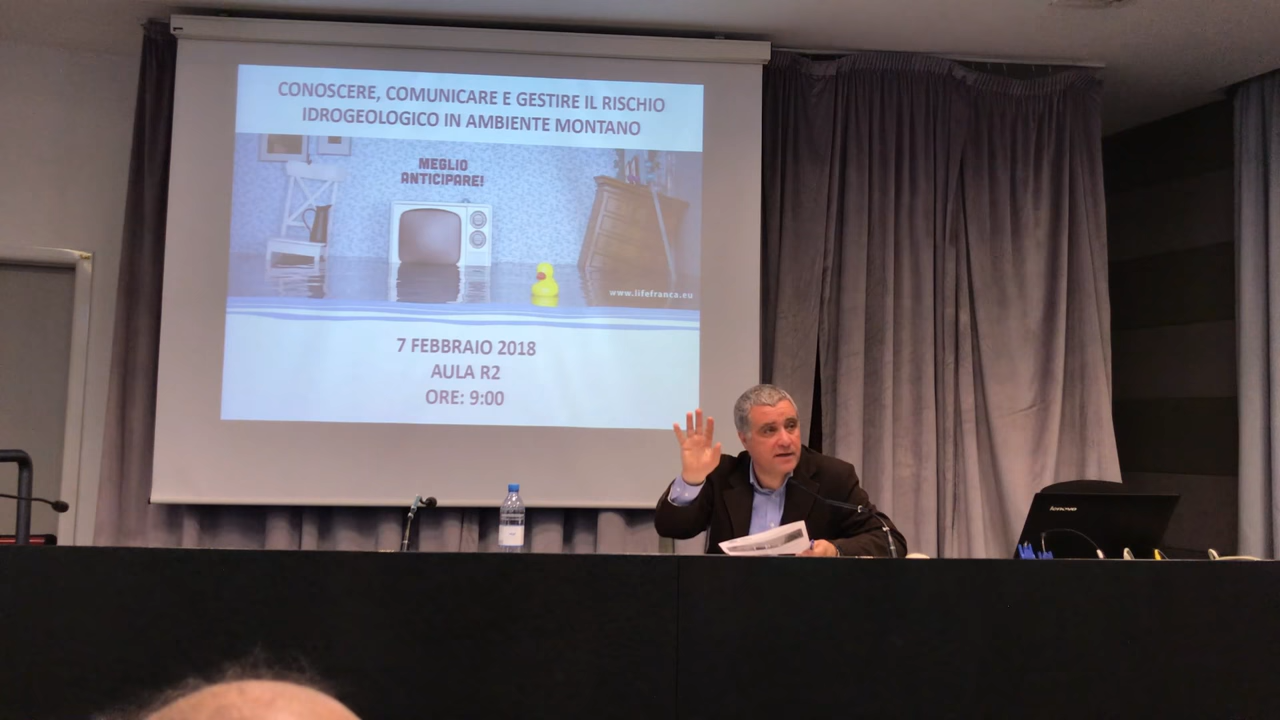 CONOSCERE, COMUNICARE E GESTIRE IL RISCHIO
IDROGEOLOGICO IN AMBIENTE MONTANO
MEGLIO
ANTICIPARE!
www.lifefranca.eu
7 FEBBRAIO 2018
AULA R2
ORE: 9:00
lenovo